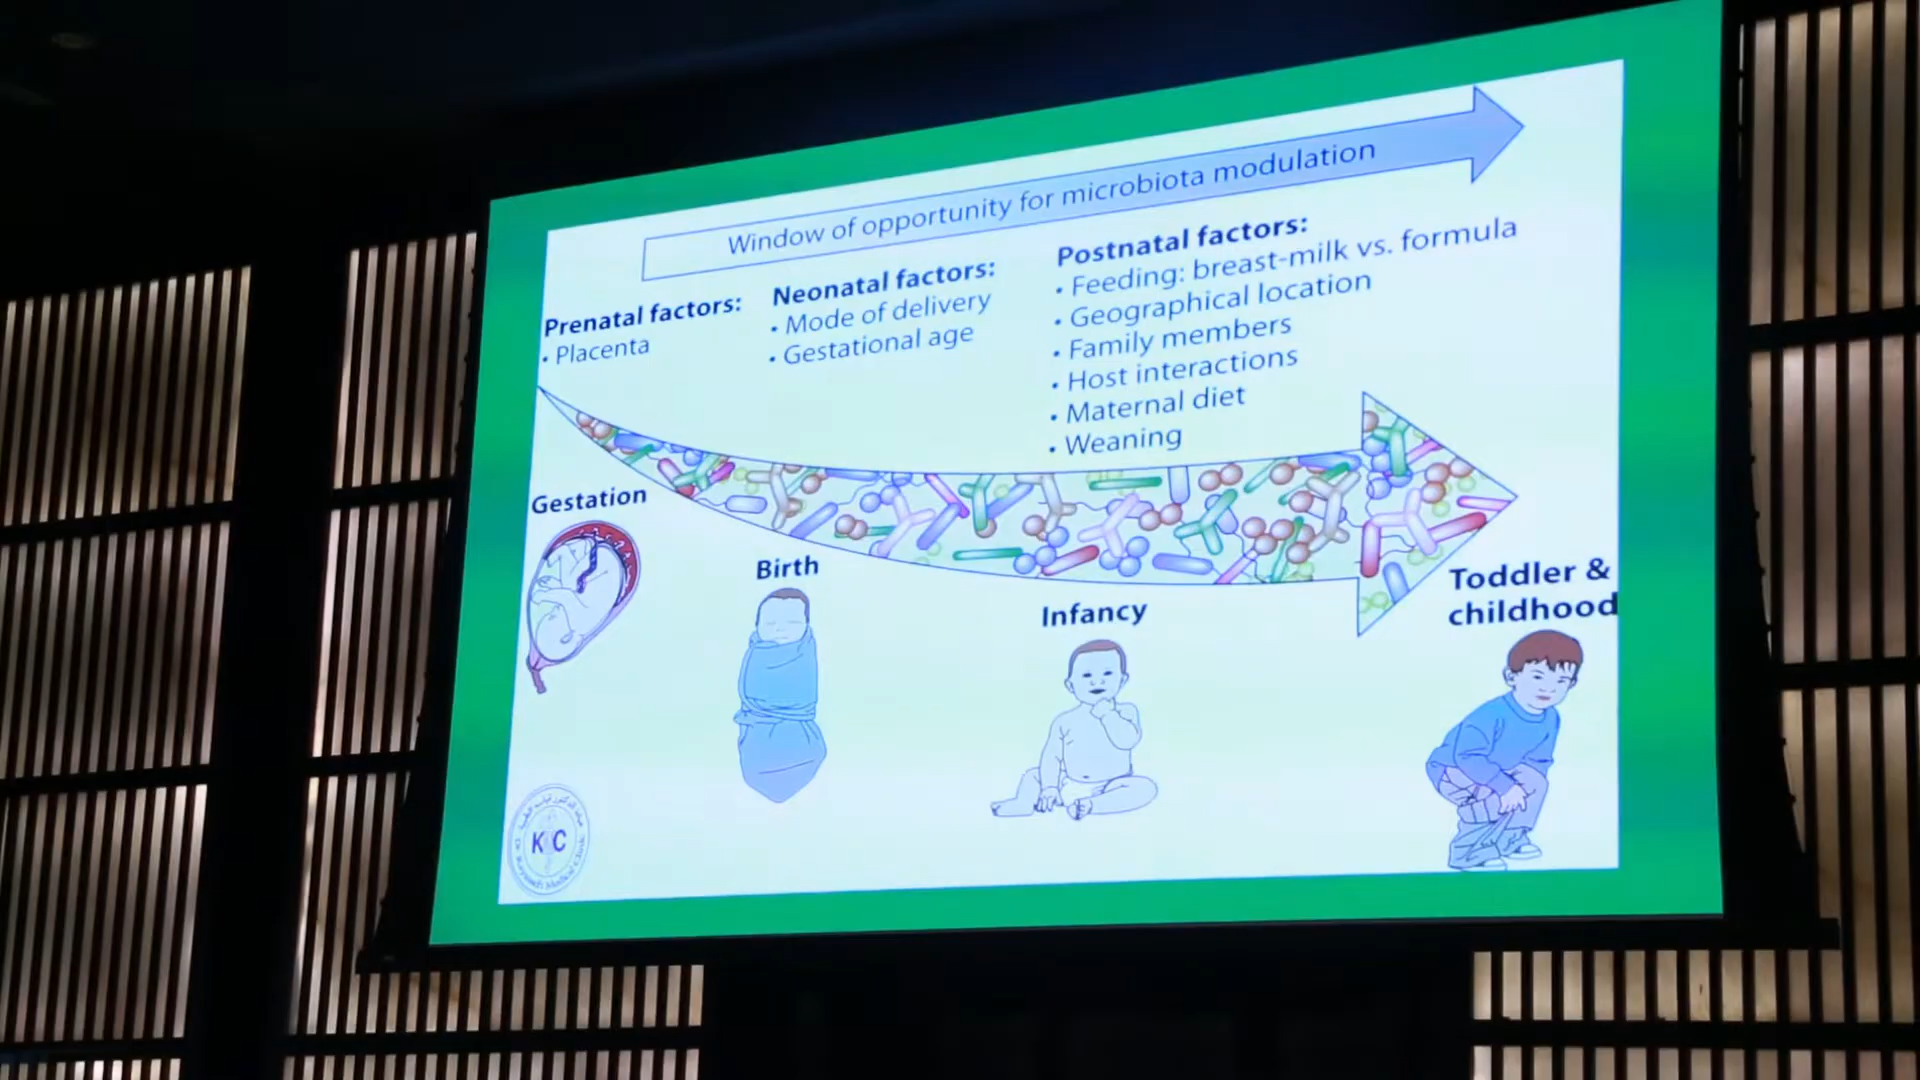 Window of opportunity for microbiota modulation
Prenatal factors:
• Placenta
Neonatal factors:
• Mode of delivery
• Gestational age
Postnatal factors:
• Feeding: breast-milk vs. formula
• Geographical location
• Family members
• Host interactions
• Maternal diet
• Weaning
Gestation
Birth
Infancy
Toddler &
childhood
K C